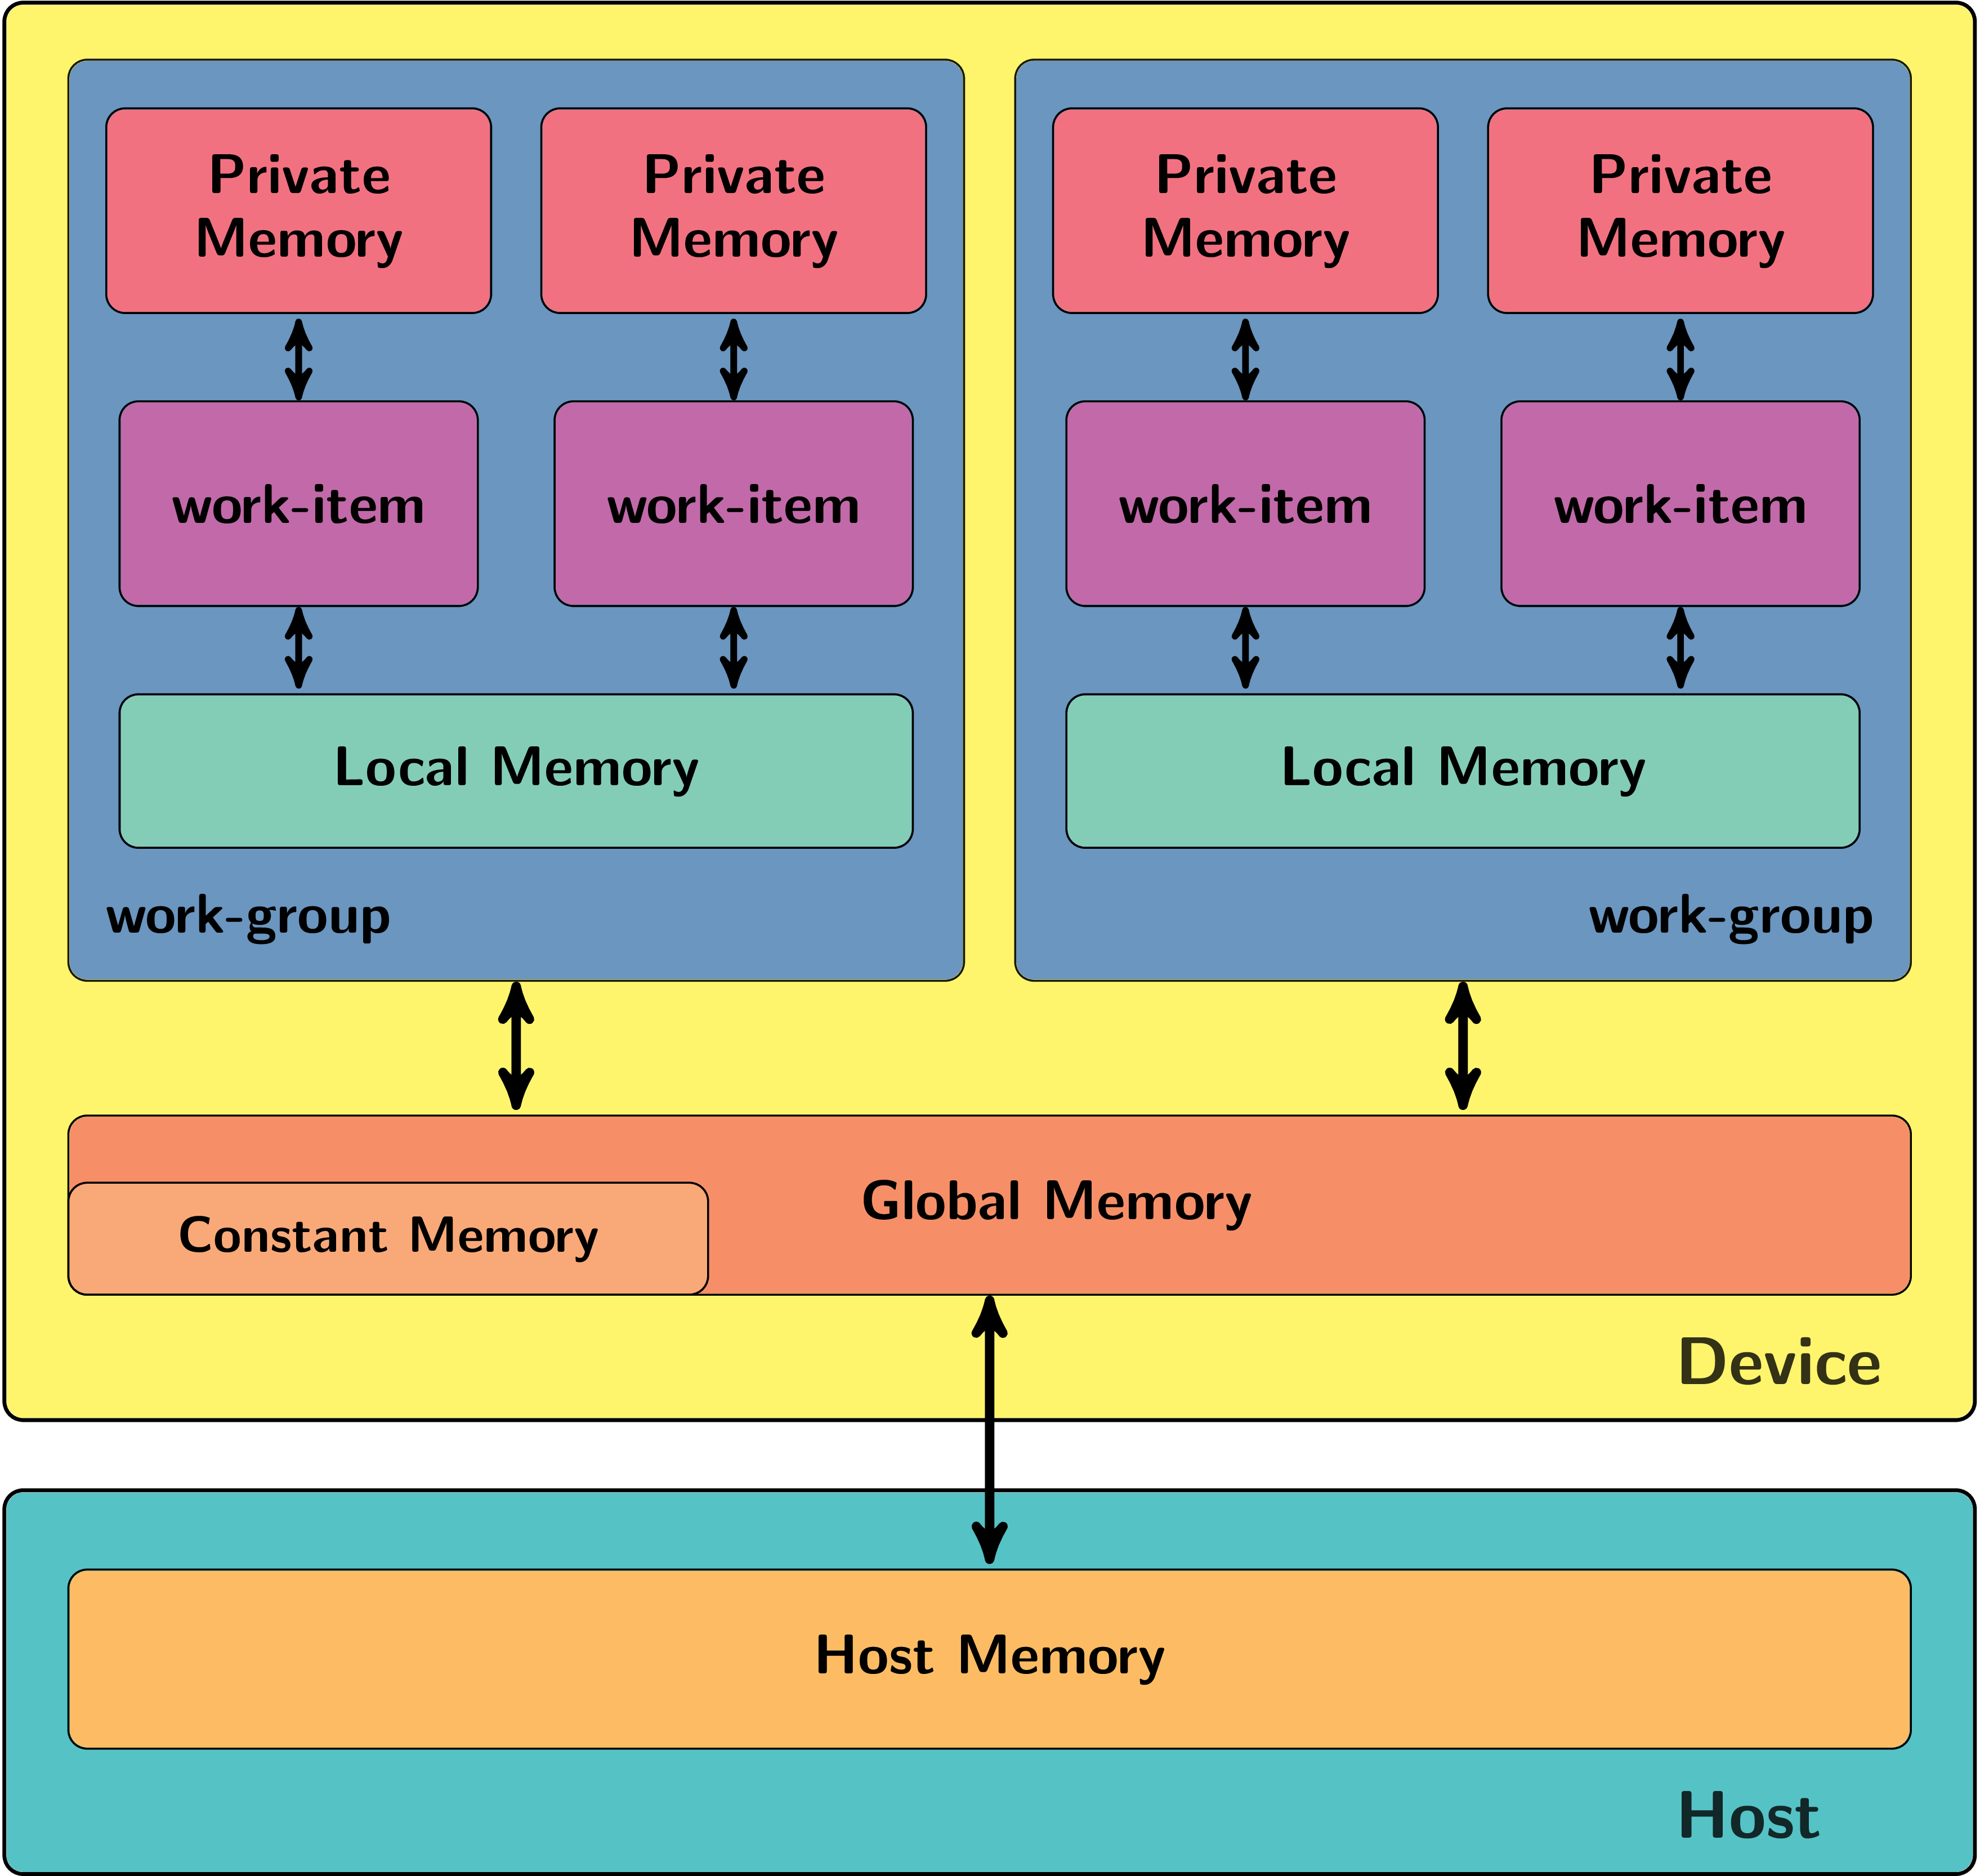 Private
Memory
Private
Memory
Private
Memory
Private
Memory
work-item
work-item
work-item
work-item
Local Memory
Local Memory
work-group
work-group
Global Memory
Constant Memory
Device
Host Memory
Host